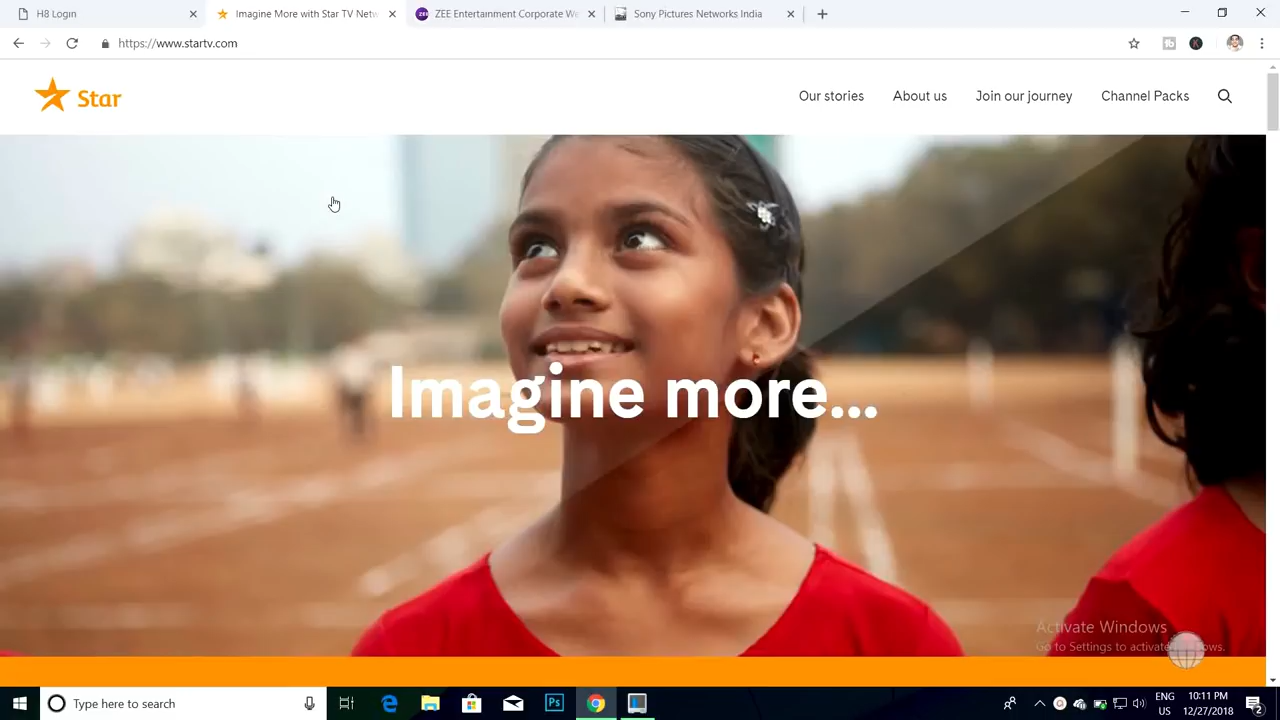 H8 Login
Imagine More with Star TV Netw
ZEE Entertainment Corporate We
Sony Pictures Networks India
https://www.startv.com
Star
Our stories
About us
Join our journey
Channel Packs
Imagine more...
Activate Windows
Go to Settings to activate Windows.
Type here to search
Ps
ENG
US
10:11 PM
12/27/2018
2